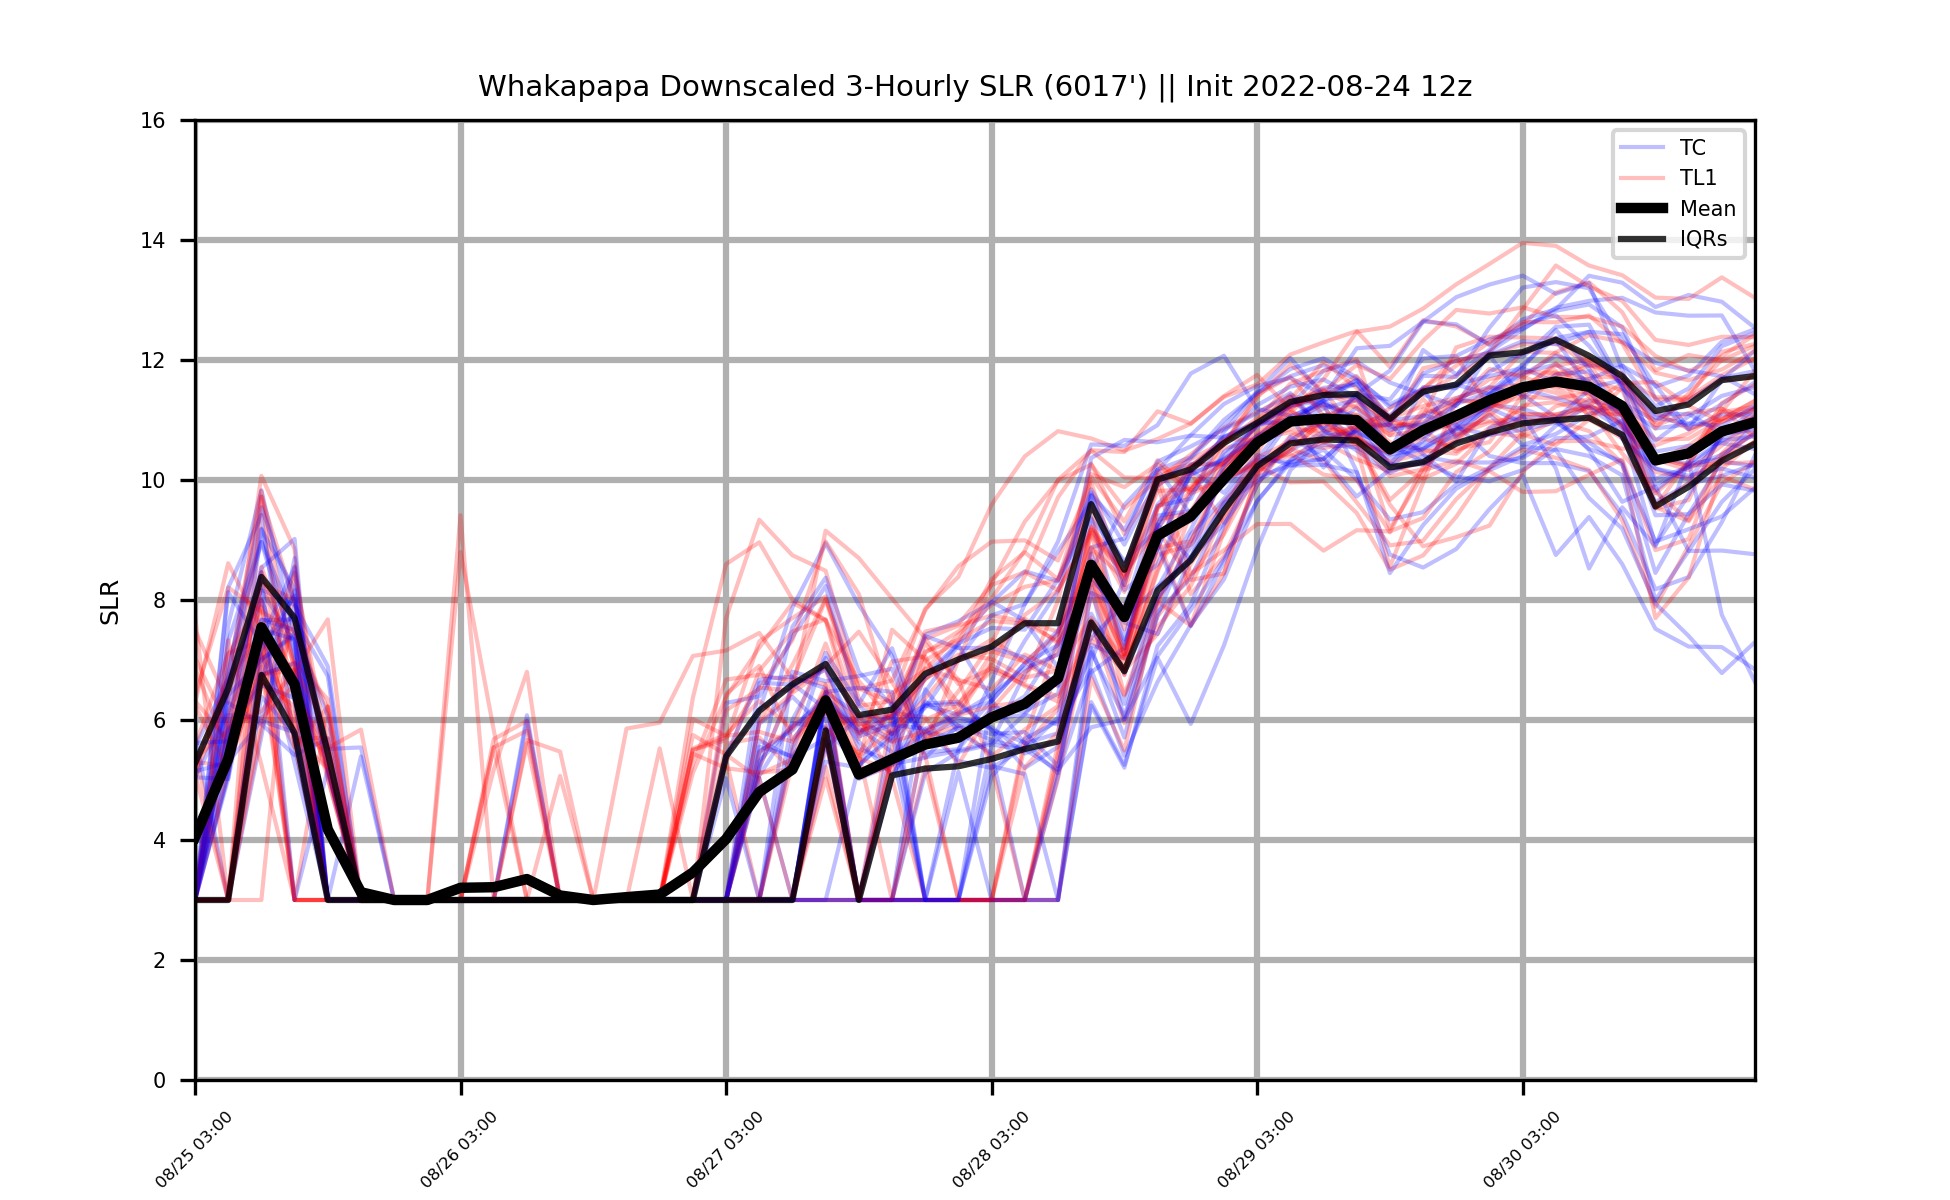 Whakapapa Downscaled 3-Hourly SLR (6017') || Init 2022-08-24 12z
TC
TL1
Mean
IQRs
SLR
16
14
12
10
8
6
4
2
0
08/25 03:00
08/26 03:00
08/27 03:00
08/28 03:00
08/29 03:00
08/30 03:00